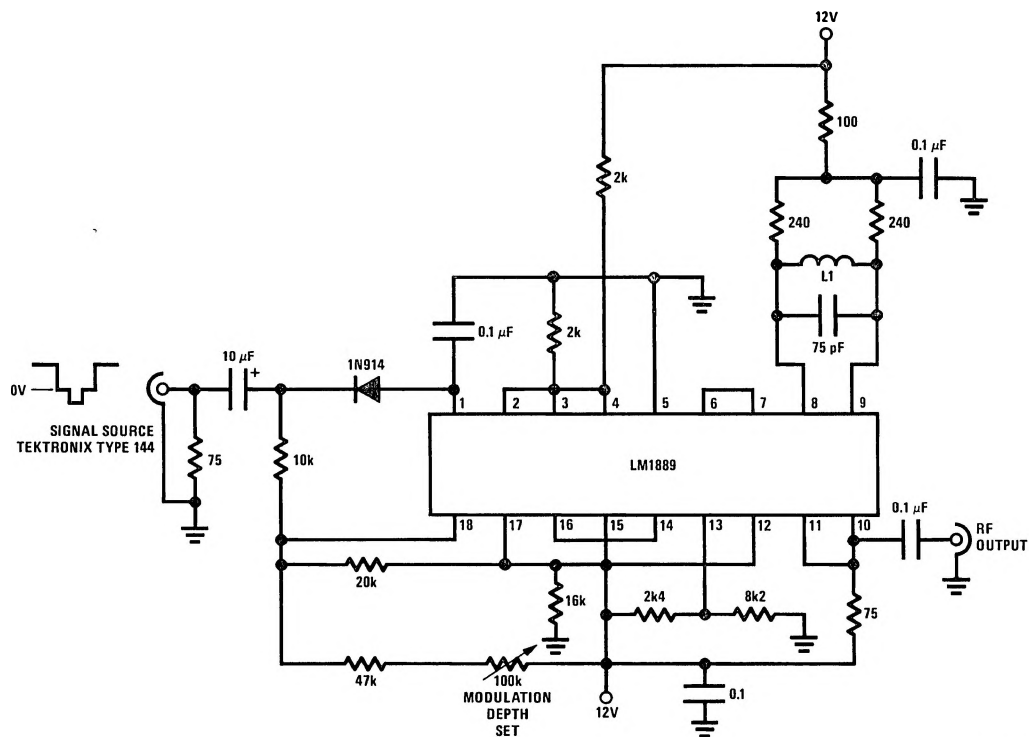 12V
100
0.1 μF
2k
240
240
L1
75 pF
0.1 μF
2k
10 μF
+
1N914
0V
SIGNAL SOURCE
TEKTRONIX TYPE 144
75
10k
1 2 3 4 5 6 7 8 9
LM1889
18 17 16 15 14 13 12 11 10
0.1 μF
RF
OUTPUT
20k
16k
2k4
8k2
75
47k
100k
MODULATION
DEPTH
SET
12V
0.1